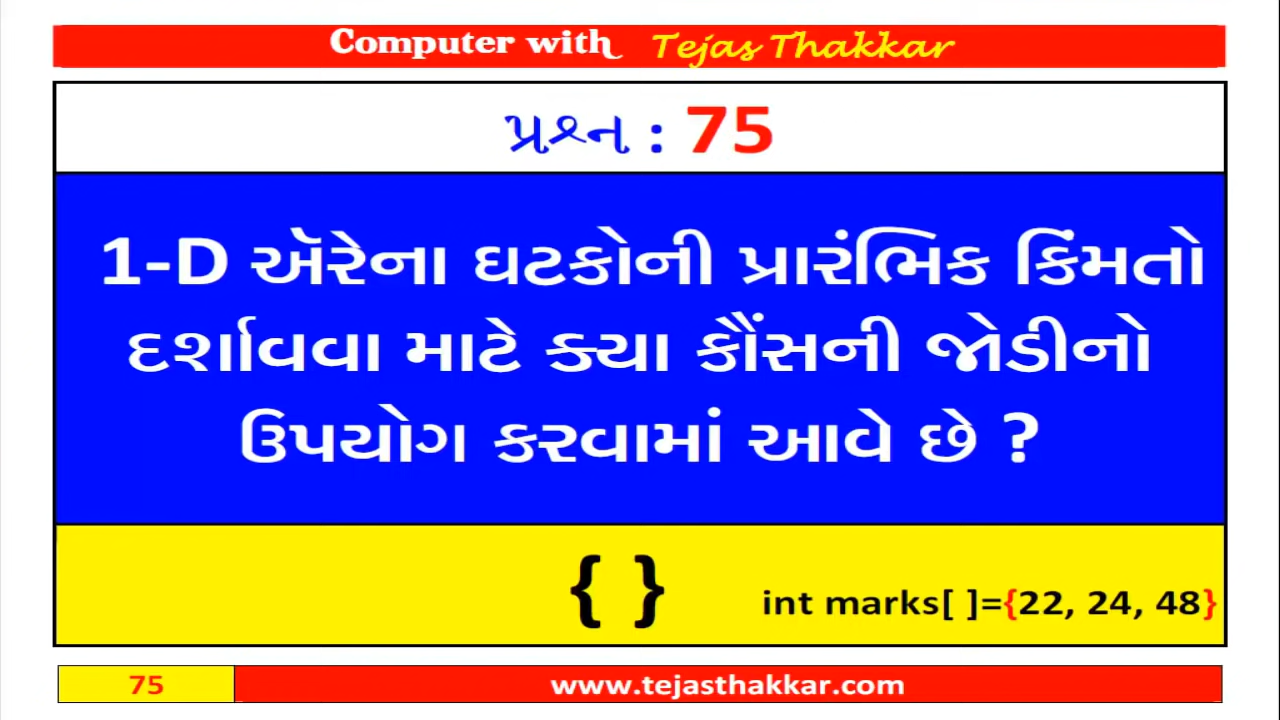 Computer with Tejas Thakkar
પ્રશ્ન : 75
1-D ઍરેના ઘટકોની પ્રારંભિક કિંમતો
દર્શાવવા માટે ક્યા કૌંસની જોડીનો
ઉપયોગ કરવામાં આવે છે ?
{ } int marks[ ]={22, 24, 48}
75 www.tejasthakkar.com